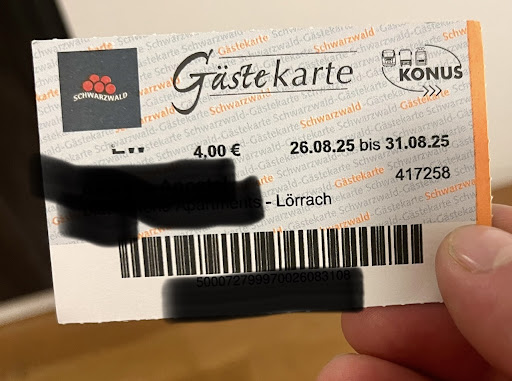 SCHWARZWALD
Gästekarte
KONUS
4,00 €
26.08.25 bis 31.08.25
417258
Apartments - Lörrach